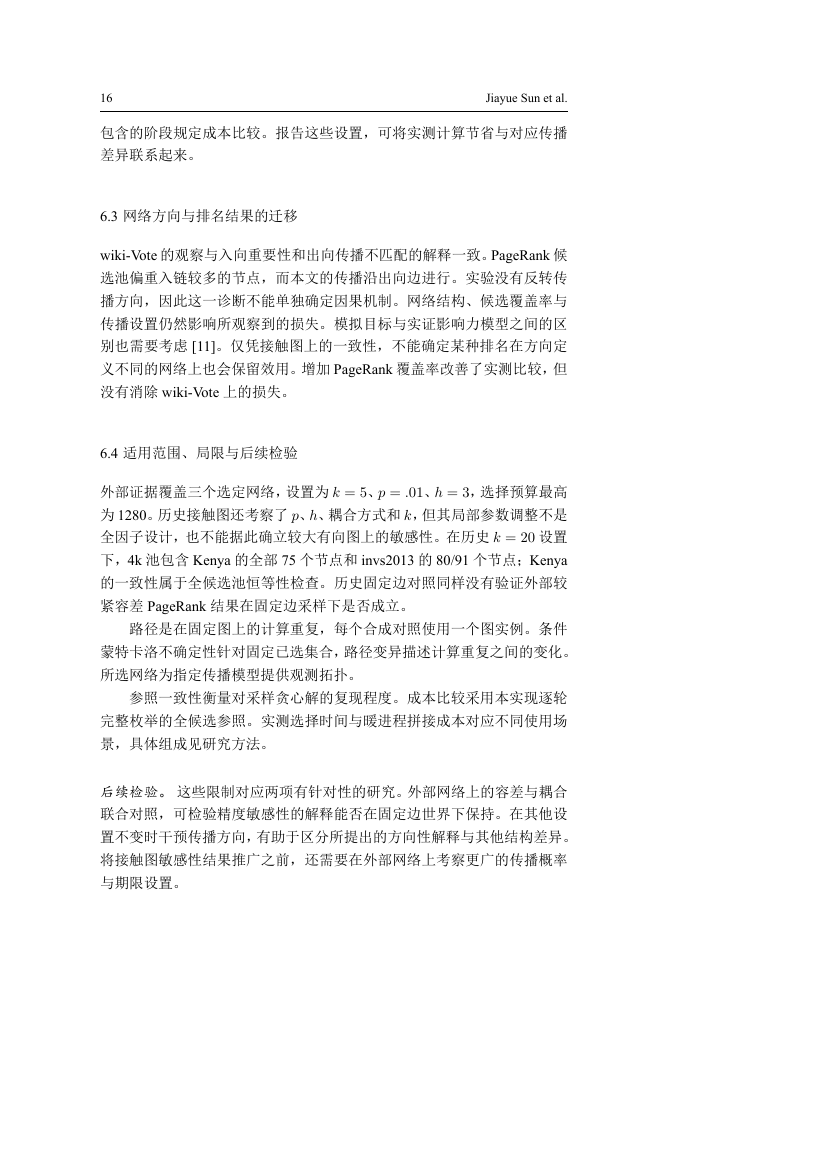 16 Jiayue Sun et al.
包含的阶段规定成本比较。报告这些设置，可将实测计算节省与对应传播
差异联系起来。
6.3 网络方向与排名结果的迁移
wiki-Vote 的观察与入向重要性和出向传播不匹配的解释一致。PageRank 候
选池偏重入链较多的节点，而本文的传播沿出向边进行。实验没有反转传
播方向，因此这一诊断不能单独确定因果机制。网络结构、候选覆盖率与
传播设置仍然影响所观察到的损失。模拟目标与实证影响力模型之间的区
别也需要考虑 [11]。仅凭接触图上的一致性，不能确定某种排名在方向定
义不同的网络上也会保留效用。增加 PageRank 覆盖率改善了实测比较，但
没有消除 wiki-Vote 上的损失。
6.4 适用范围、局限与后续检验
外部证据覆盖三个选定网络，设置为 k = 5、p = .01、h = 3，选择预算最高
为 1280。历史接触图还考察了 p、h、耦合方式和 k，但其局部参数调整不是
全因子设计，也不能据此确立较大有向图上的敏感性。在历史 k = 20 设置
下，4k 池包含 Kenya 的全部 75 个节点和 invs2013 的 80/91 个节点；Kenya
的一致性属于全候选池恒等性检查。历史固定边对照同样没有验证外部较
紧容差 PageRank 结果在固定边采样下是否成立。
路径是在固定图上的计算重复，每个合成对照使用一个图实例。条件
蒙特卡洛不确定性针对固定已选集合，路径变异描述计算重复之间的变化。
所选网络为指定传播模型提供观测拓扑。
参照一致性衡量对采样贪心解的复现程度。成本比较采用本实现逐轮
完整枚举的全候选参照。实测选择时间与暖进程拼接成本对应不同使用场
景，具体组成见研究方法。
后续检验。 这些限制对应两项有针对性的研究。外部网络上的容差与耦合
联合对照，可检验精度敏感性的解释能否在固定边世界下保持。在其他设
置不变时干预传播方向，有助于区分所提出的方向性解释与其他结构差异。
将接触图敏感性结果推广之前，还需要在外部网络上考察更广的传播概率
与期限设置。